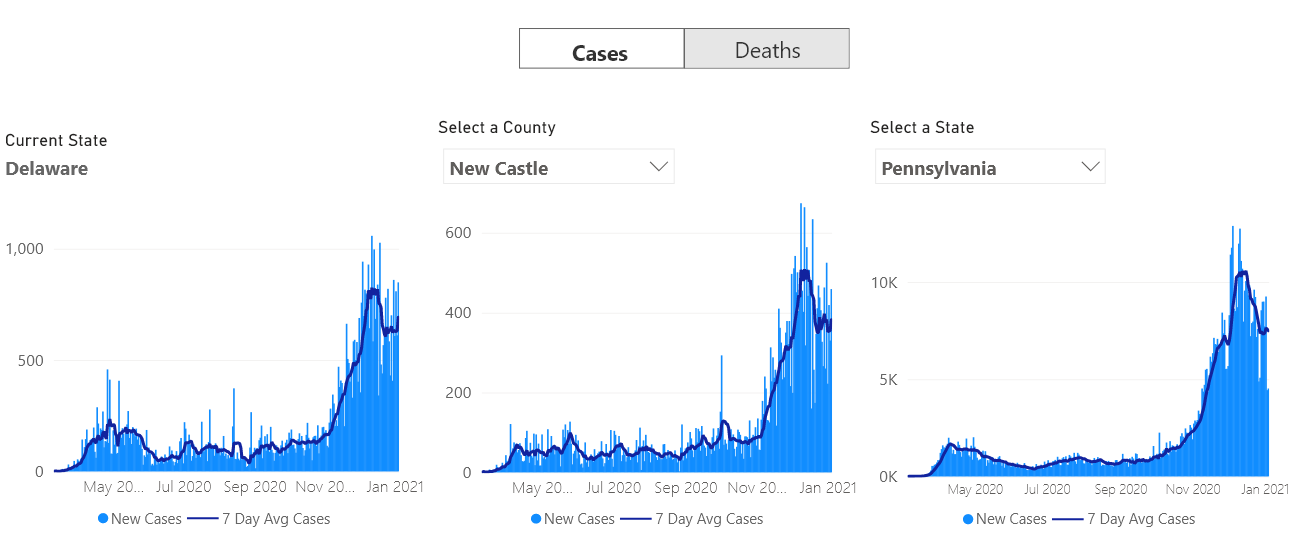 Cases
Deaths
Current State
Delaware
1,000
500
0
May 20... Jul 2020 Sep 2020 Nov 20... Jan 2021
New Cases 7 Day Avg Cases
Select a County
New Castle
600
400
200
0
May 20... Jul 2020 Sep 2020 Nov 20... Jan 2021
New Cases 7 Day Avg Cases
Select a State
Pennsylvania
10K
5K
0K
May 2020 Jul 2020 Sep 2020 Nov 2020 Jan 2021
New Cases 7 Day Avg Cases